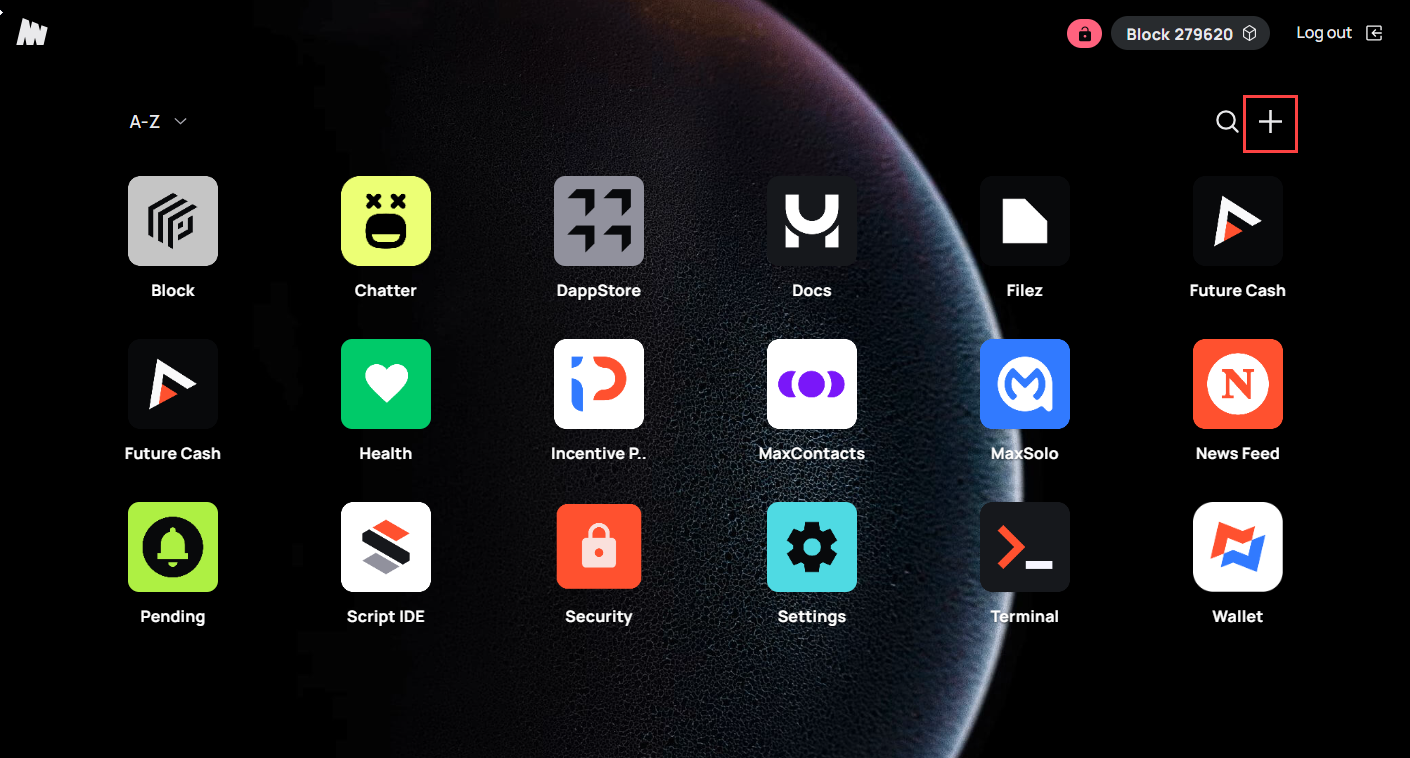 Block 279620
Log out
A-Z
Block
Chatter
DappStore
Docs
Filez
Future Cash
Future Cash
Health
Incentive P..
MaxContacts
MaxSolo
News Feed
Pending
Script IDE
Security
Settings
Terminal
Wallet